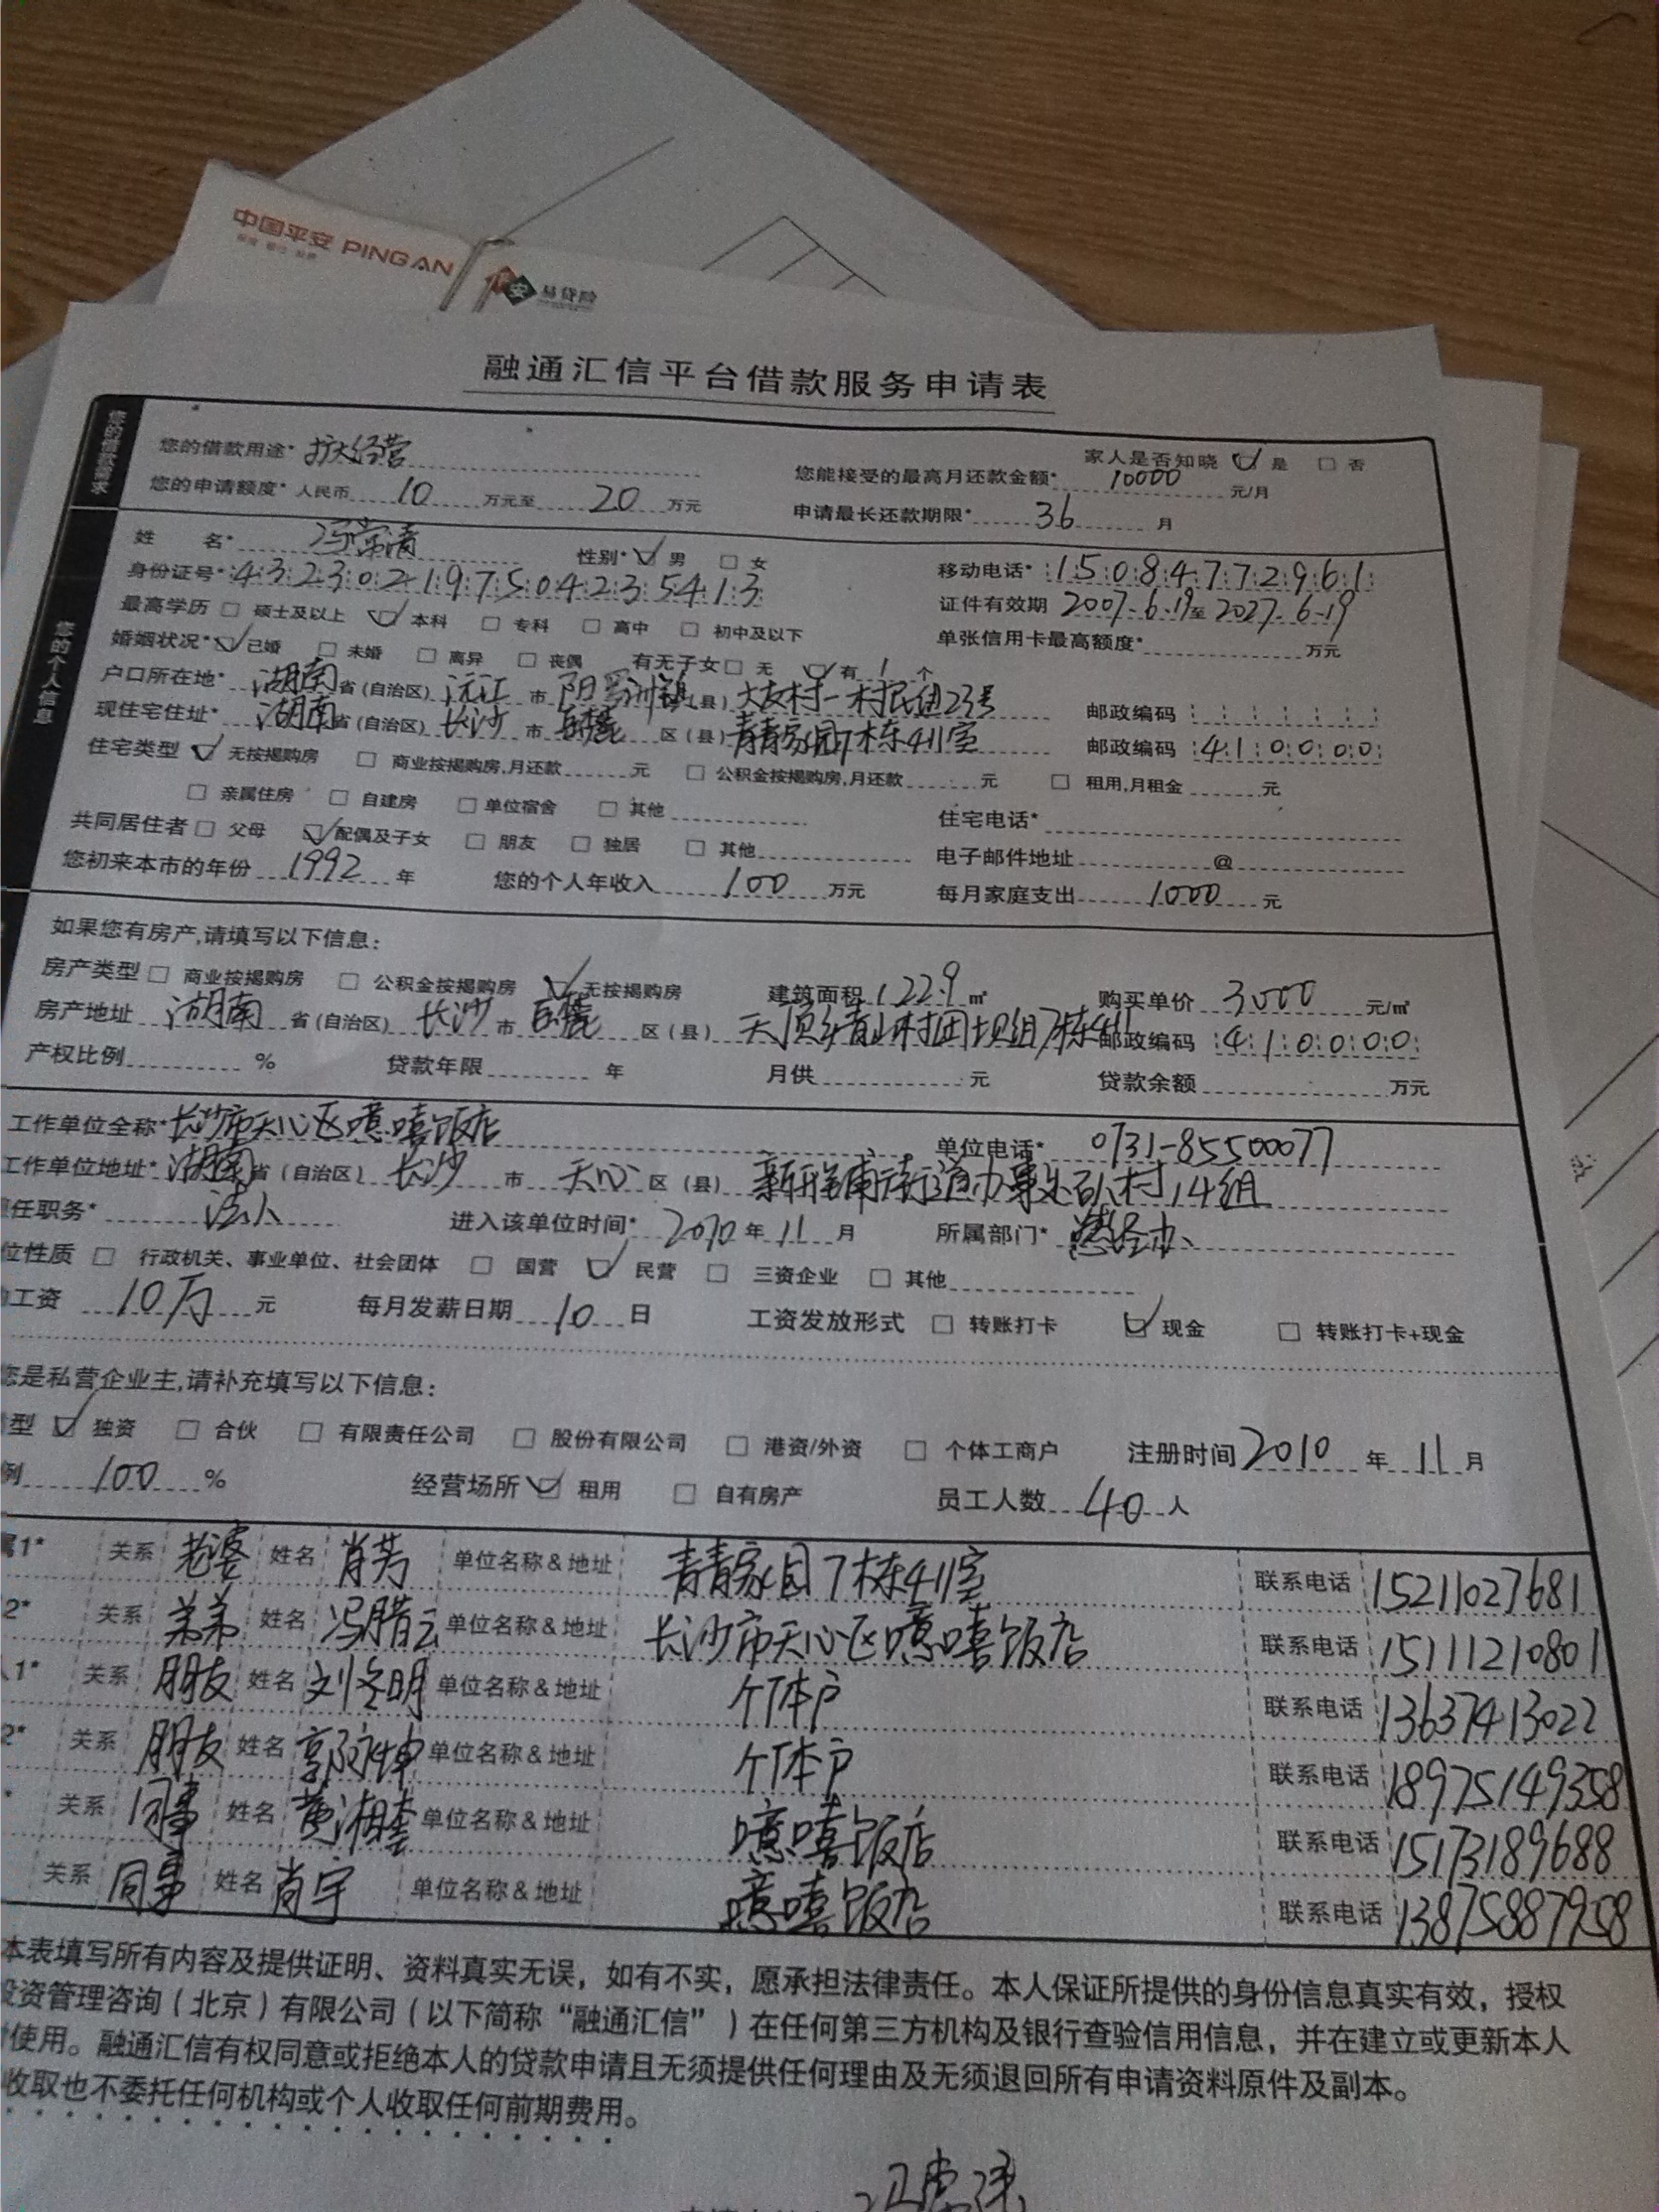 中国平安 PINGAN
保险·银行·投资
安 易贷险
融通汇信平台借款服务申请表
您的借款需求
您的借款用途* 扩大经营 家人是否知晓 ☑ 是 □ 否
您的申请额度* 人民币 10 万元至 20 万元 您能接受的最高月还款金额* 10000 元/月
申请最长还款期限* 36 月
您的个人信息
姓 名* 冯常青 性别* ☑ 男 □ 女 移动电话* 15084772961
身份证号* 432302197504235413 证件有效期 2007.6.19至2027.6.19
最高学历 □ 硕士及以上 ☑ 本科 □ 专科 □ 高中 □ 初中及以下 单张信用卡最高额度* 万元
婚姻状况* ☑ 已婚 □ 未婚 □ 离异 □ 丧偶 有无子女 □ 无 ☑ 有 1 个
户口所在地* 湖南 省(自治区) 沅江 市 阳罗洲镇 (县) 大友村一村民组23号 邮政编码
现住宅住址* 湖南 省(自治区) 长沙 市 岳麓 区(县) 青青家园7栋411室 邮政编码 410000
住宅类型 ☑ 无按揭购房 □ 商业按揭购房,月还款 元 □ 公积金按揭购房,月还款 元 □ 租用,月租金 元
□ 亲属住房 □ 自建房 □ 单位宿舍 □ 其他 住宅电话*
共同居住者 □ 父母 ☑ 配偶及子女 □ 朋友 □ 独居 □ 其他 电子邮件地址 @
您初来本市的年份 1992 年 您的个人年收入 100 万元 每月家庭支出 1000 元
如果您有房产,请填写以下信息:
房产类型 □ 商业按揭购房 □ 公积金按揭购房 ☑ 无按揭购房 建筑面积 122.9 ㎡ 购买单价 3000 元/㎡
房产地址 湖南 省(自治区) 长沙 市 岳麓 区(县) 天顶乡青山村团坝组7栋411 邮政编码 410000
产权比例 % 贷款年限 年 月供 元 贷款余额 万元
工作单位全称* 长沙市天心区噫嘻饭店 单位电话* 0731-85500077
工作单位地址* 湖南 省(自治区) 长沙 市 天心 区(县) 新开铺街道办事处 村14组
任职务* 法人 进入该单位时间* 2010 年 11 月 所属部门* 总经办
位性质 □ 行政机关、事业单位、社会团体 □ 国营 ☑ 民营 □ 三资企业 □ 其他
工资 10万 元 每月发薪日期 10 日 工资发放形式 □ 转账打卡 ☑ 现金 □ 转账打卡+现金
您是私营企业主,请补充填写以下信息:
型 ☑ 独资 □ 合伙 □ 有限责任公司 □ 股份有限公司 □ 港资/外资 □ 个体工商户 注册时间 2010 年 11 月
例 100 % 经营场所 ☑ 租用 □ 自有房产 员工人数 40 人
属1* 关系 老婆 姓名 肖芳 单位名称&地址 青青家园7栋411室 联系电话 15211027681
2* 关系 弟弟 姓名 冯腊云 单位名称&地址 长沙市天心区噫嘻饭店 联系电话 15111210801
人1* 关系 朋友 姓名 刘冬明 单位名称&地址 个体户 联系电话 13637413022
2* 关系 朋友 姓名 郭永坤 单位名称&地址 个体户 联系电话 18975149358
* 关系 同事 姓名 黄湘 单位名称&地址 噫嘻饭店 联系电话 15173189688
关系 同事 姓名 肖宇 单位名称&地址 噫嘻饭店 联系电话 13875887958
本表填写所有内容及提供证明、资料真实无误，如有不实，愿承担法律责任。本人保证所提供的身份信息真实有效，授权
投资管理咨询（北京）有限公司（以下简称“融通汇信”）在任何第三方机构及银行查验信用信息，并在建立或更新本人
使用。融通汇信有权同意或拒绝本人的贷款申请且无须提供任何理由及无须退回所有申请资料原件及副本。
收取也不委托任何机构或个人收取任何前期费用。